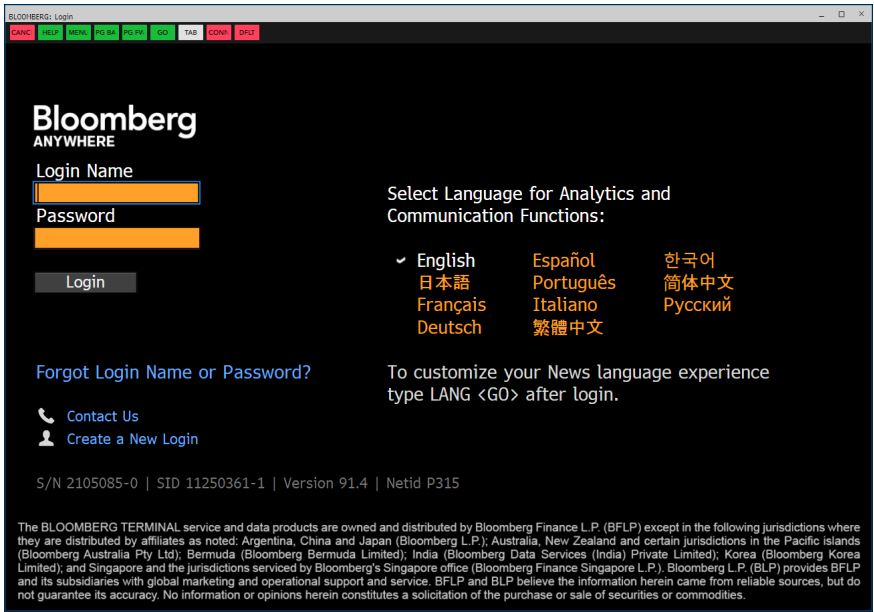 BLOOMBERG: Login
CANC HELP MENU PG BA PG FW GO TAB CONN DFLT
Bloomberg
ANYWHERE
Login Name
Password
Login
Select Language for Analytics and
Communication Functions:
English Español 한국어
日本語 Português 简体中文
Français Italiano Русский
Deutsch 繁體中文
Forgot Login Name or Password?
To customize your News language experience
type LANG <GO> after login.
Contact Us
Create a New Login
S/N 2105085-0 | SID 11250361-1 | Version 91.4 | Netid P315
The BLOOMBERG TERMINAL service and data products are owned and distributed by Bloomberg Finance L.P. (BFLP) except in the following jurisdictions where
they are distributed by affiliates as noted: Argentina, China and Japan (Bloomberg L.P.); Australia, New Zealand and certain jurisdictions in the Pacific islands
(Bloomberg Australia Pty Ltd); Bermuda (Bloomberg Bermuda Limited); India (Bloomberg Data Services (India) Private Limited); Korea (Bloomberg Korea
Limited); and Singapore and the jurisdictions serviced by Bloomberg's Singapore office (Bloomberg Finance Singapore L.P.). Bloomberg L.P. (BLP) provides BFLP
and its subsidiaries with global marketing and operational support and service. BFLP and BLP believe the information herein came from reliable sources, but do
not guarantee its accuracy. No information or opinions herein constitutes a solicitation of the purchase or sale of securities or commodities.